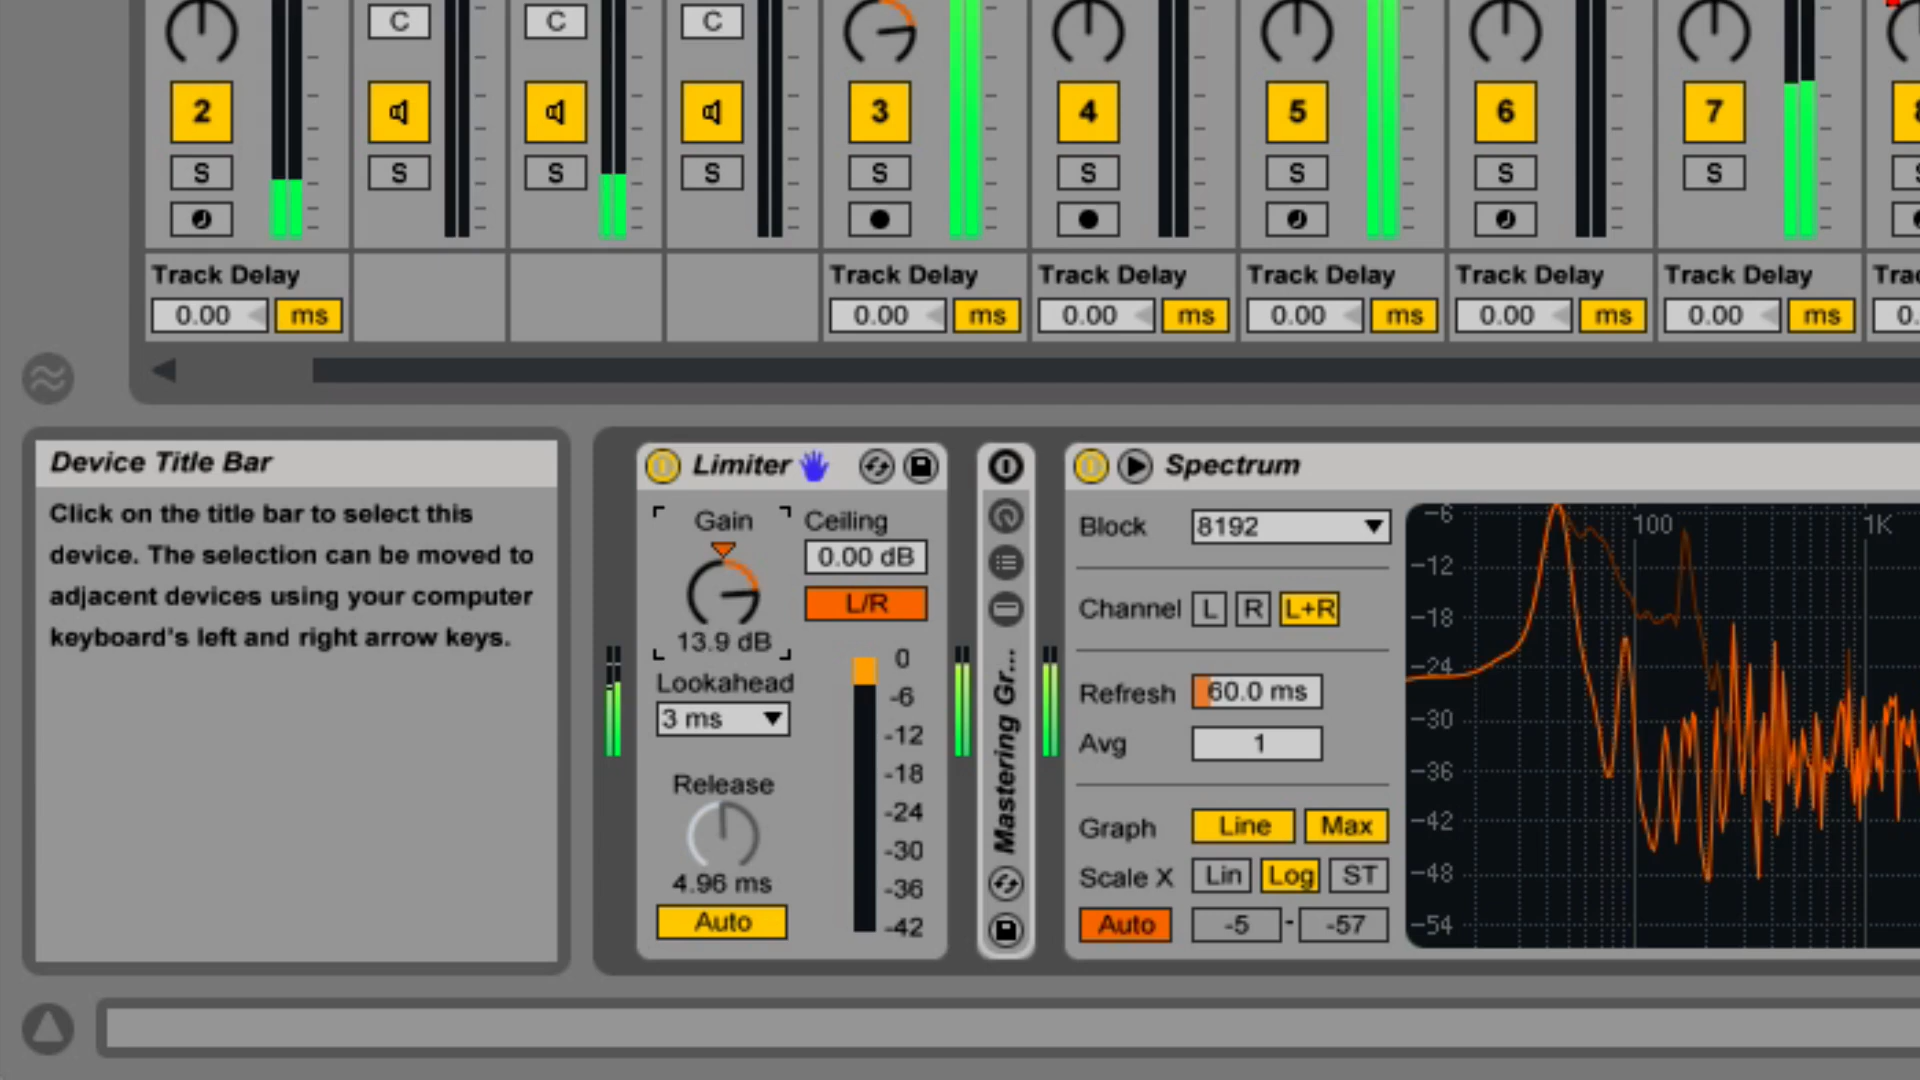 C
C
C
2
3
4
5
6
7
S
S
S
S
S
S
S
S
S
Track Delay
Track Delay
Track Delay
Track Delay
Track Delay
Track Delay
0.00
ms
0.00
ms
0.00
ms
0.00
ms
0.00
ms
0.00
ms
Device Title Bar
Click on the title bar to select this
device. The selection can be moved to
adjacent devices using your computer
keyboard's left and right arrow keys.
Limiter
Gain
13.9 dB
Lookahead
3 ms
Release
4.96 ms
Auto
Ceiling
0.00 dB
L/R
0
-6
-12
-18
-24
-30
-36
-42
Mastering Gr...
Spectrum
Block
8192
Channel
L
R
L+R
Refresh
60.0 ms
Avg
1
Graph
Line
Max
Scale X
Lin
Log
ST
Auto
-5
-
-57
-6
-12
-18
-24
-30
-36
-42
-48
-54
100
1K